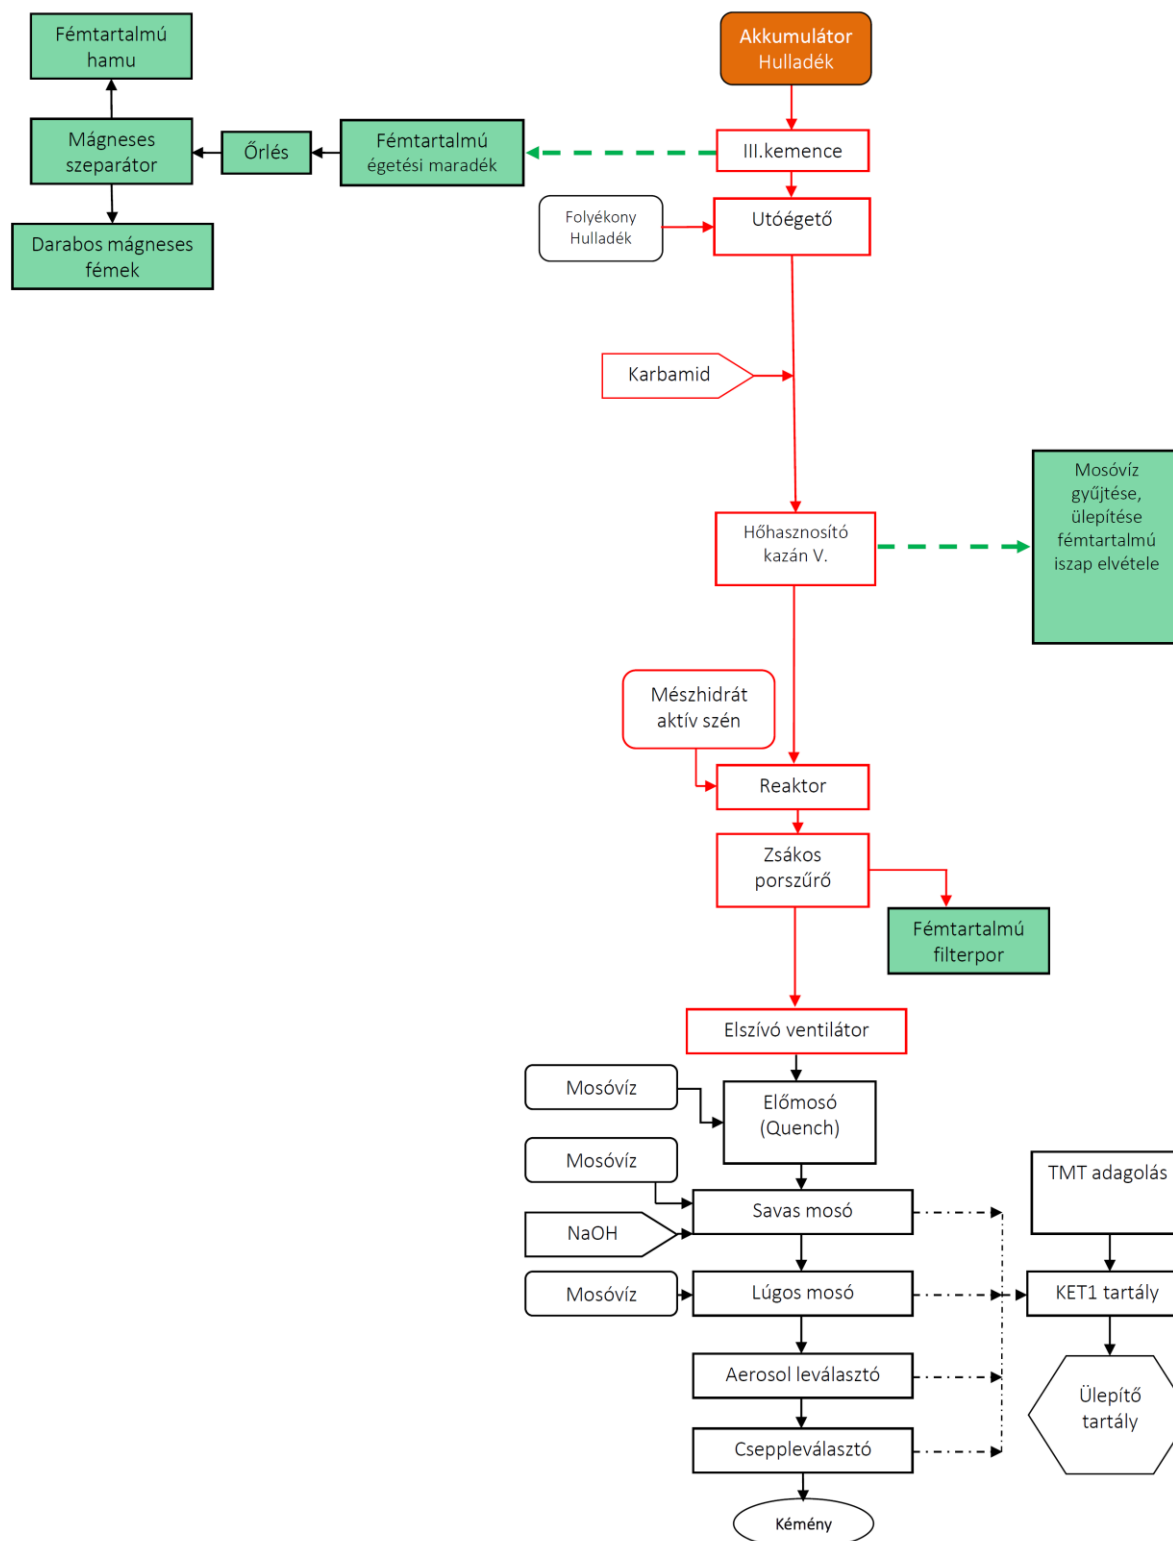 Fémtartalmú
hamu
Akkumulátor
Hulladék
Mágneses
szeparátor
Őrlés
Fémtartalmú
égetési maradék
III.kemence
Darabos mágneses
fémek
Folyékony
Hulladék
Utóégető
Karbamid
Mosóvíz
gyűjtése,
ülepítése
fémtartalmú
iszap elvétele
Hőhasznosító
kazán V.
Mészhidrát
aktív szén
Reaktor
Zsákos
porszűrő
Fémtartalmú
filterpor
Elszívó ventilátor
Mosóvíz
Előmosó
(Quench)
Mosóvíz
TMT adagolás
Savas mosó
NaOH
Mosóvíz
Lúgos mosó
KET1 tartály
Aerosol leválasztó
Ülepítő
tartály
Cseppleválasztó
Kémény